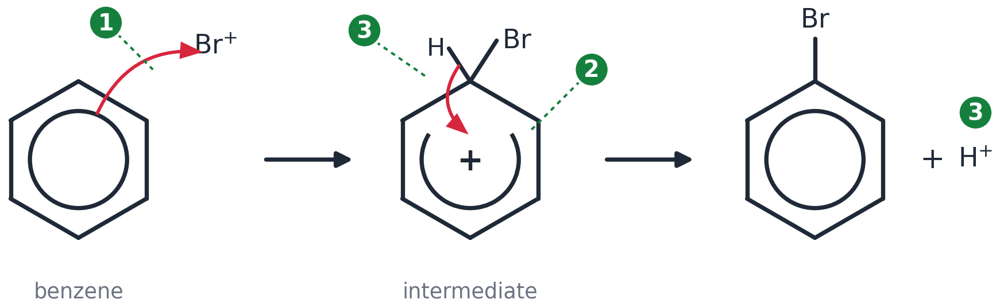 1
Br⁺
3
H
Br
2
+
Br
3
+ H⁺
benzene
intermediate